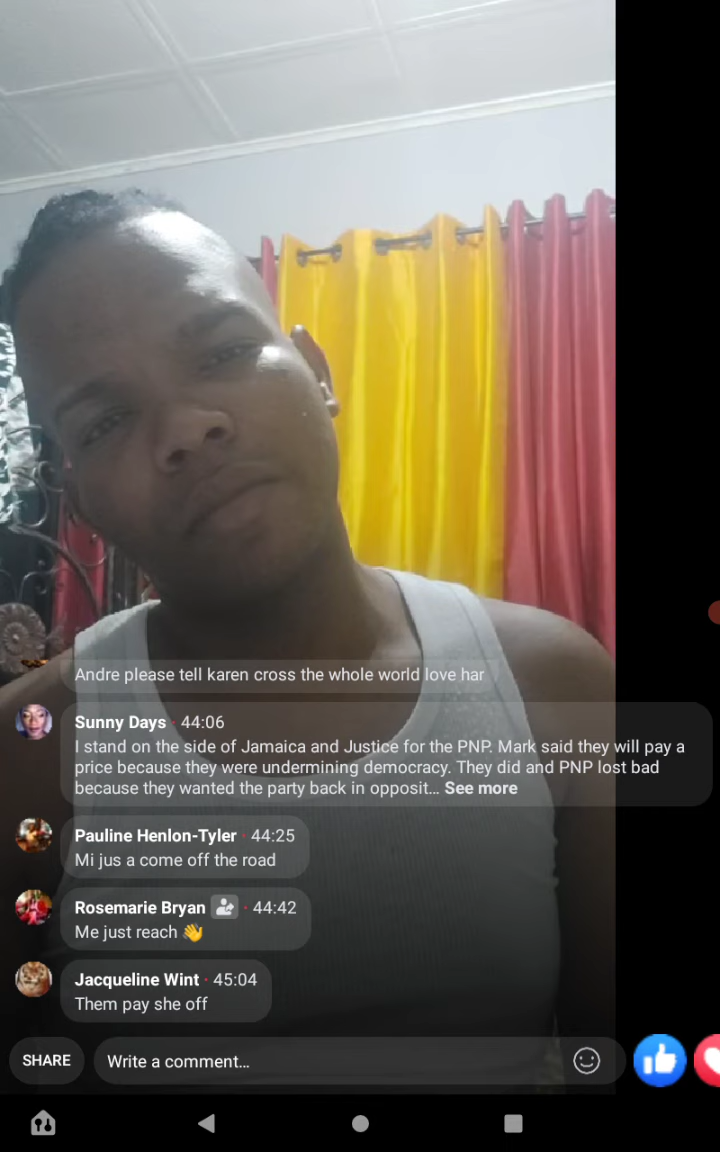 Andre please tell karen cross the whole world love har
Sunny Days · 44:06
I stand on the side of Jamaica and Justice for the PNP. Mark said they will pay a
price because they were undermining democracy. They did and PNP lost bad
because they wanted the party back in opposit... See more
Pauline Henlon-Tyler · 44:25
Mi jus a come off the road
Rosemarie Bryan · 44:42
Me just reach 👋
Jacqueline Wint · 45:04
Them pay she off
SHARE
Write a comment...